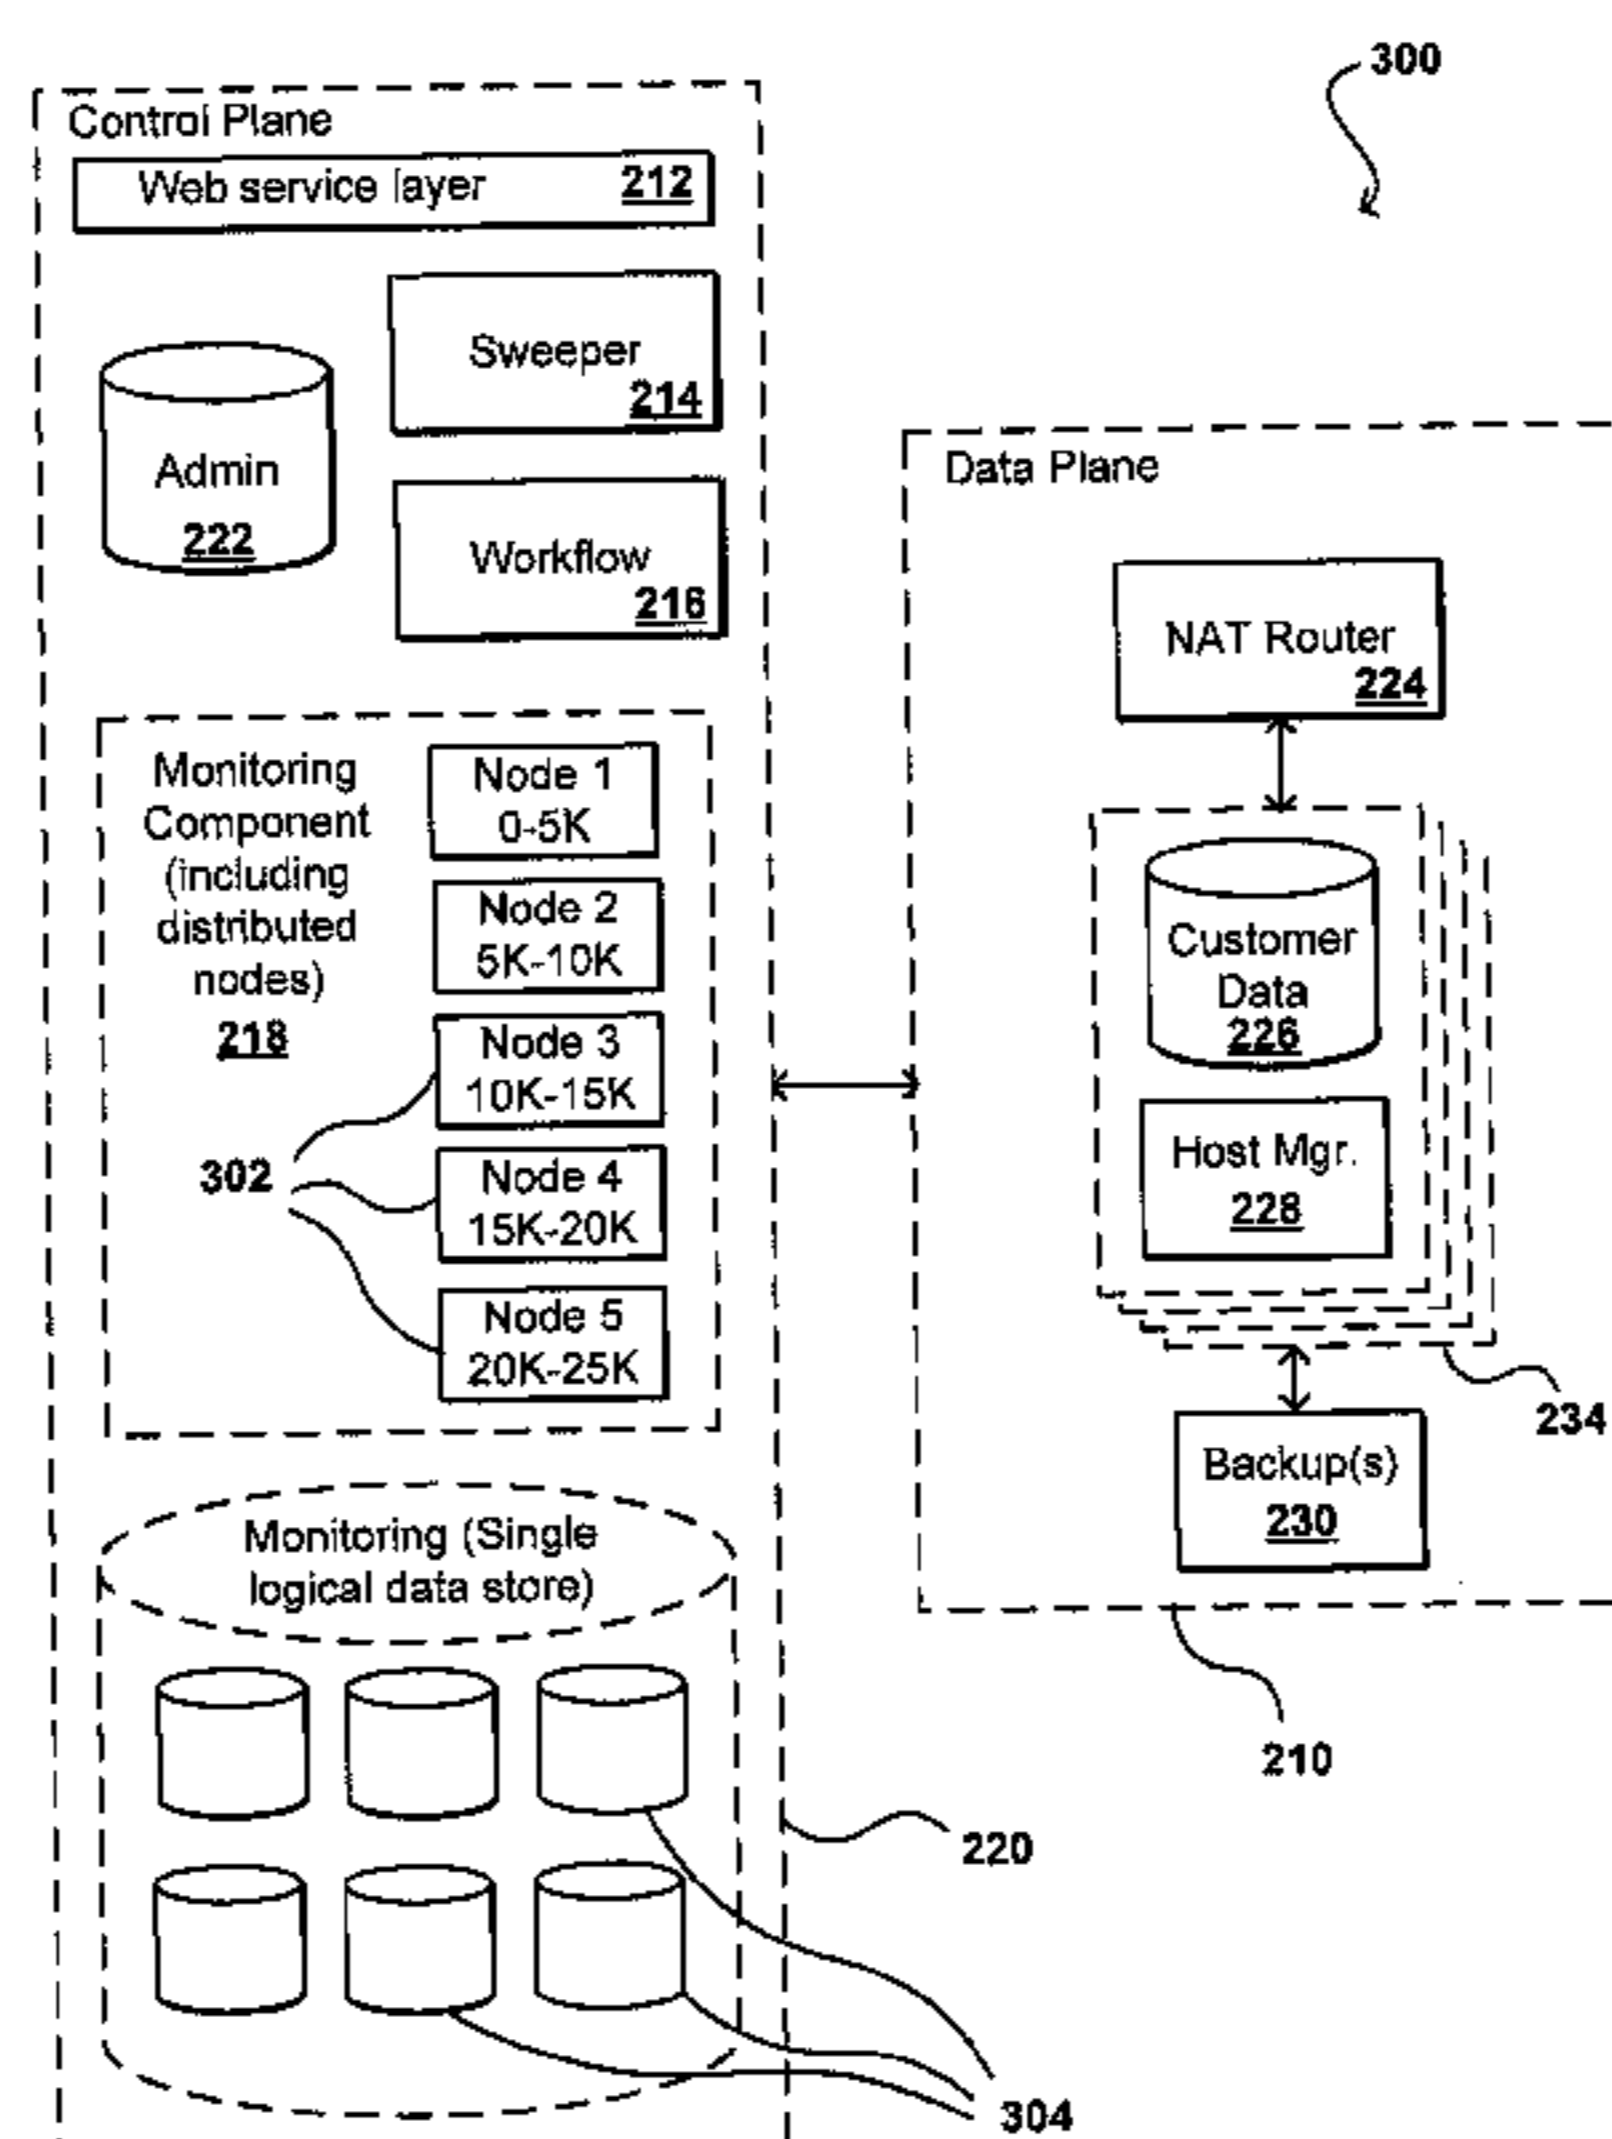 300
Control Plane
Web service layer 212
Sweeper
214
Admin
222
Workflow
216
Monitoring
Component
(including
distributed
nodes)
218
Node 1
0-5K
Node 2
5K-10K
Node 3
10K-15K
Node 4
15K-20K
Node 5
20K-25K
302
Monitoring (Single
logical data store)
220
304
Data Plane
NAT Router
224
Customer
Data
226
Host Mgr.
228
234
Backup(s)
230
210